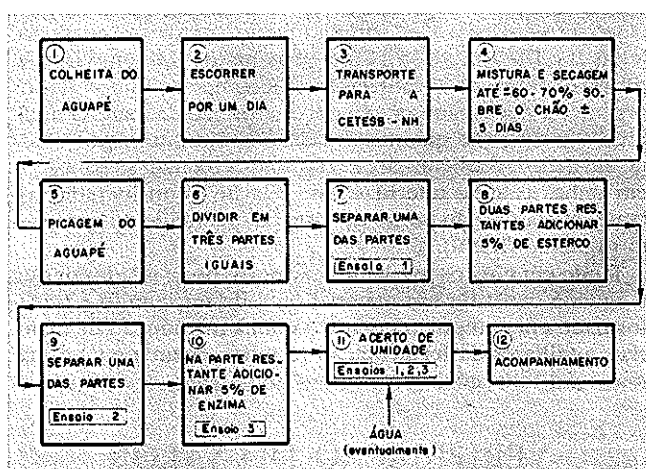 1
COLHEITA DO
AGUAPÉ
2
ESCORRER
POR UM DIA
3
TRANSPORTE
PARA A
CETESB - NH
4
MISTURA E SECAGEM
ATÉ ≅60-70% SO-
BRE O CHÃO ±
5 DIAS
5
PICAGEM DO
AGUAPÉ
6
DIVIDIR EM
TRÊS PARTES
IGUAIS
7
SEPARAR UMA
DAS PARTES
Ensaio 1
8
DUAS PARTES RES-
TANTES ADICIONAR
5% DE ESTERCO
9
SEPARAR UMA
DAS PARTES
Ensaio 2
10
NA PARTE RES-
TANTE ADICIO-
NAR 5% DE
ENZIMA
Ensaio 3
11 ACERTO DE
UMIDADE
Ensaios 1,2,3
12
ACOMPANHAMENTO
ÁGUA
(eventualmente)